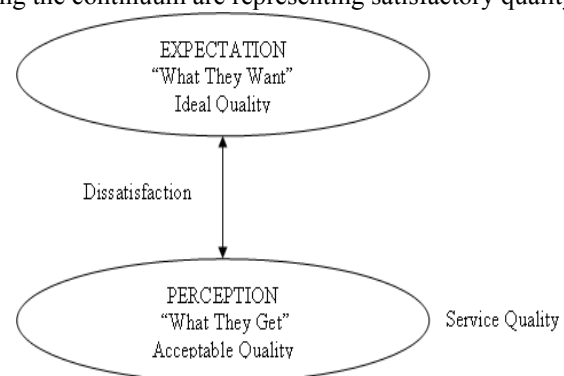 ng the continuum are representing satisfactory quality
EXPECTATION
“What They Want”
Ideal Quality
Dissatisfaction
PERCEPTION
“What They Get”
Acceptable Quality
Service Quality